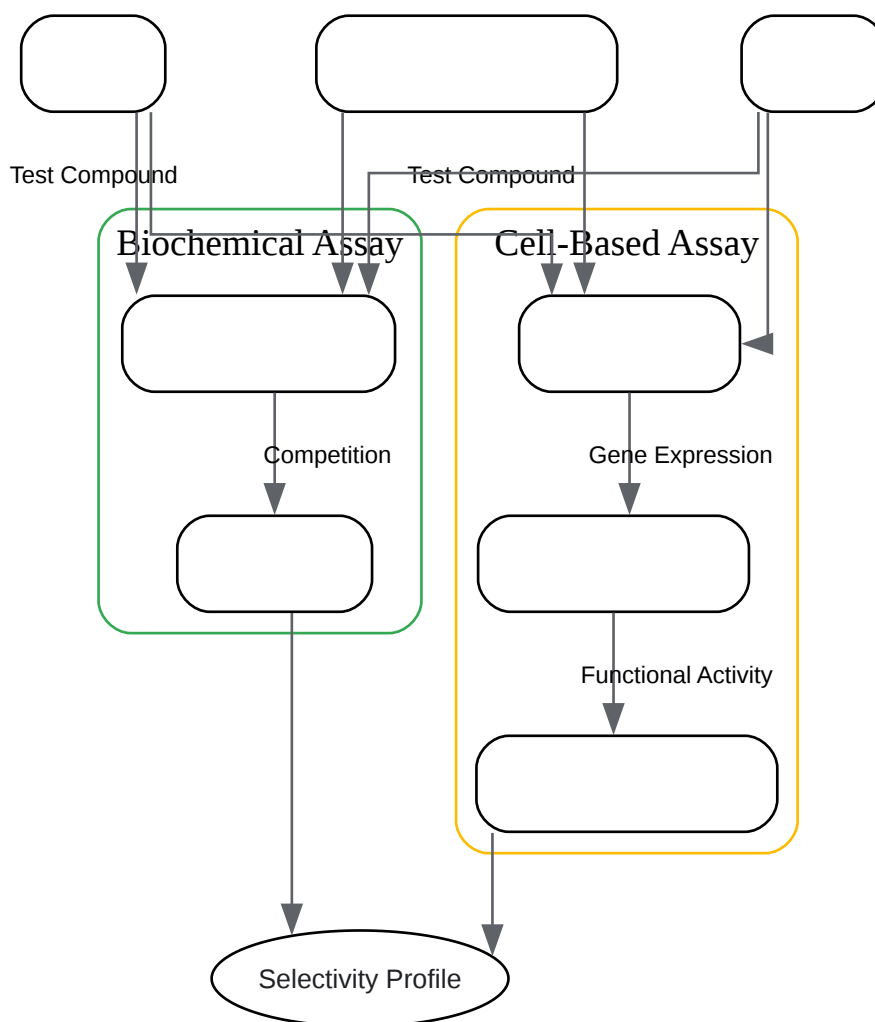 Test Compound
Test Compound
Biochemical Assay
Cell-Based Assay
Competition
Gene Expression
Functional Activity
Selectivity Profile